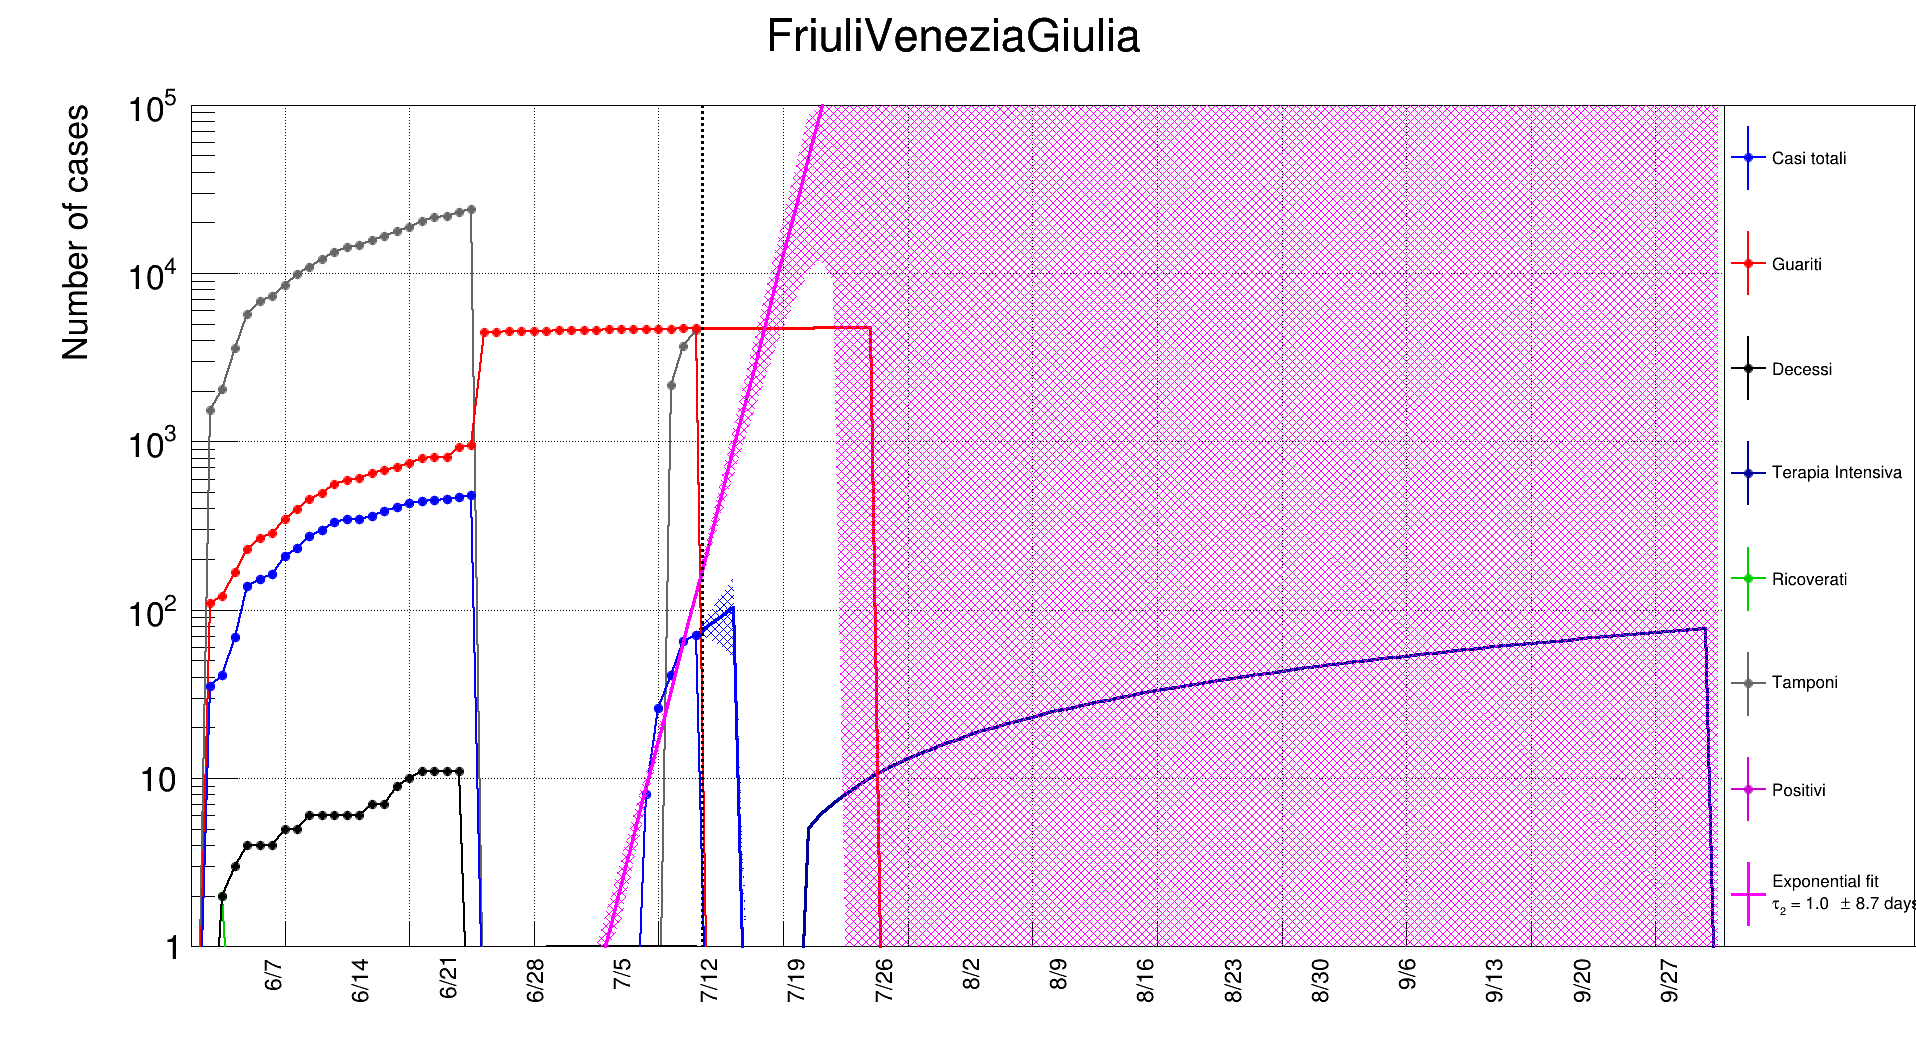 FriuliVeneziaGiulia
Number of cases
10^5
10^4
10^3
10^2
10
1
6/7
6/14
6/21
6/28
7/5
7/12
7/19
7/26
8/2
8/9
8/16
8/23
8/30
9/6
9/13
9/20
9/27
Casi totali
Guariti
Decessi
Terapia Intensiva
Ricoverati
Tamponi
Positivi
Exponential fit
τ2 = 1.0 ± 8.7 days